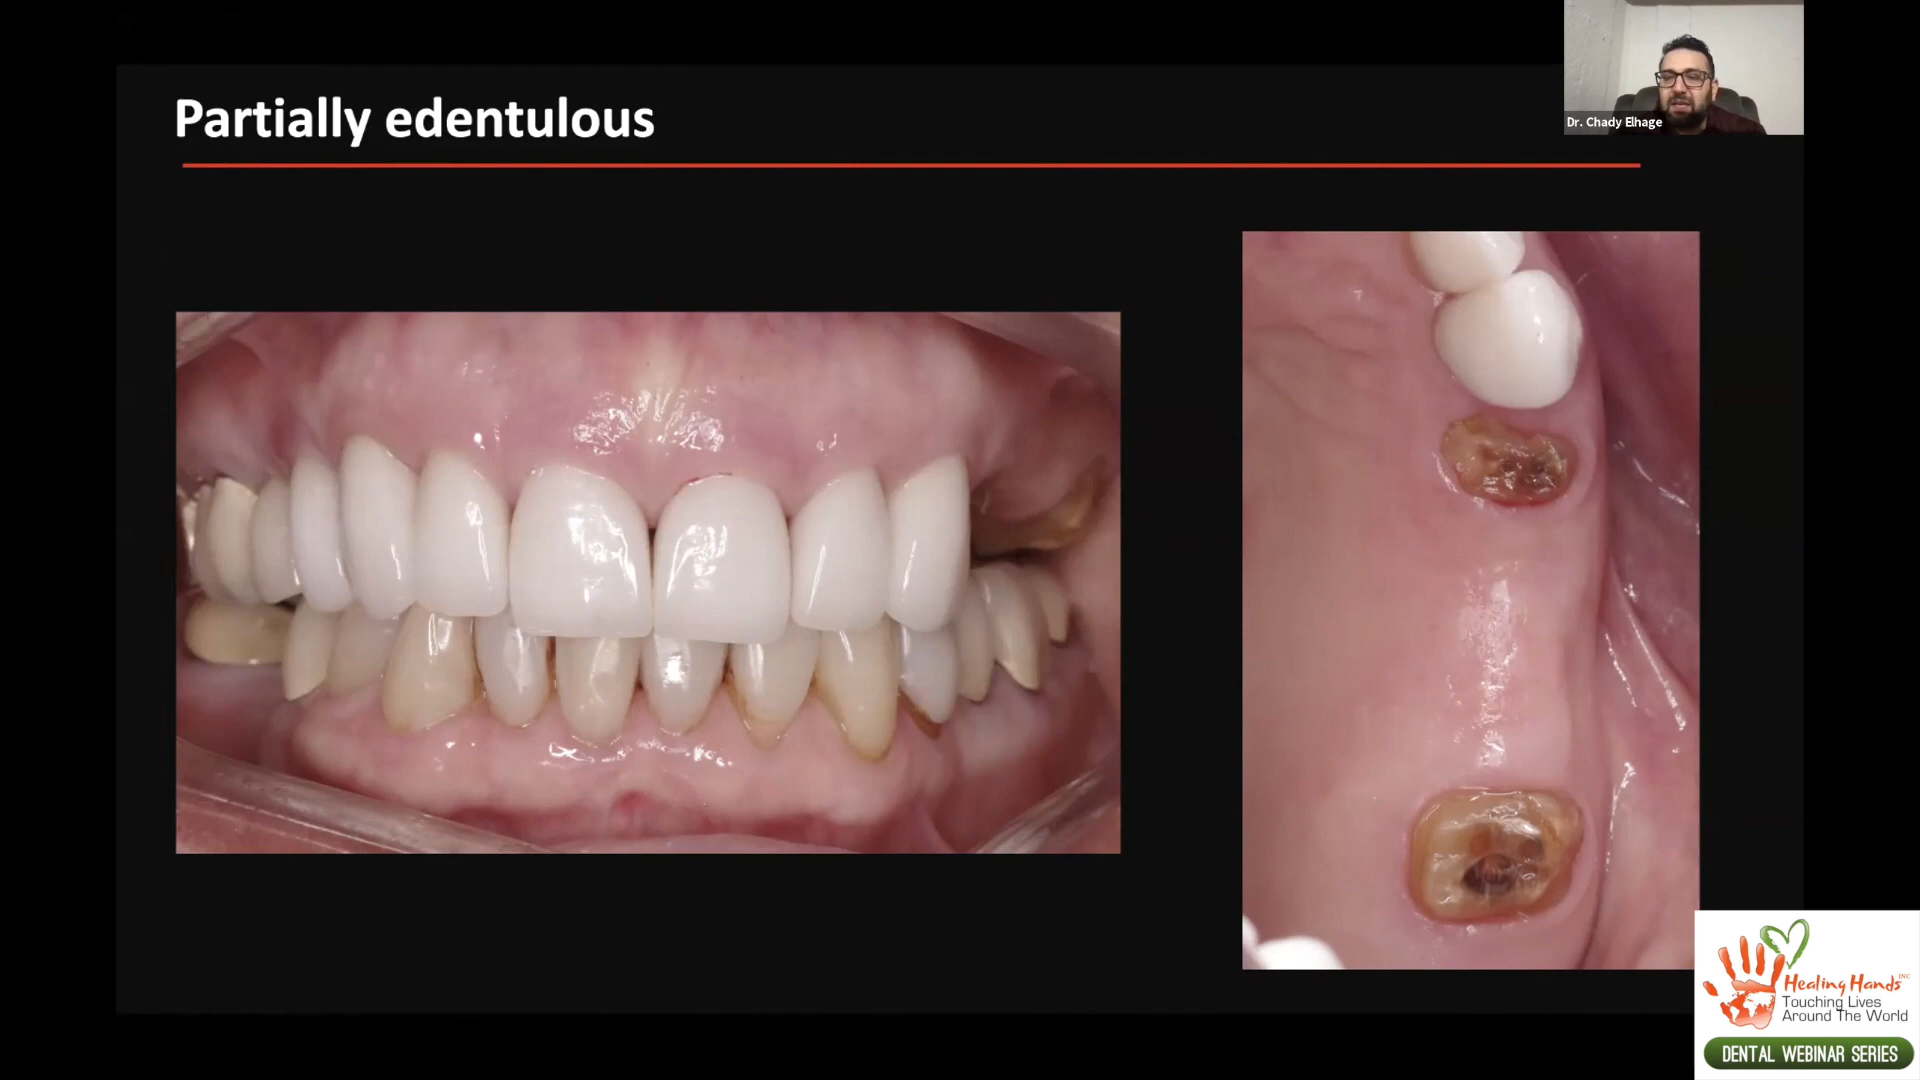 Partially edentulous
Dr. Chady Elhage
Healing Hands INC
Touching Lives
Around The World
DENTAL WEBINAR SERIES